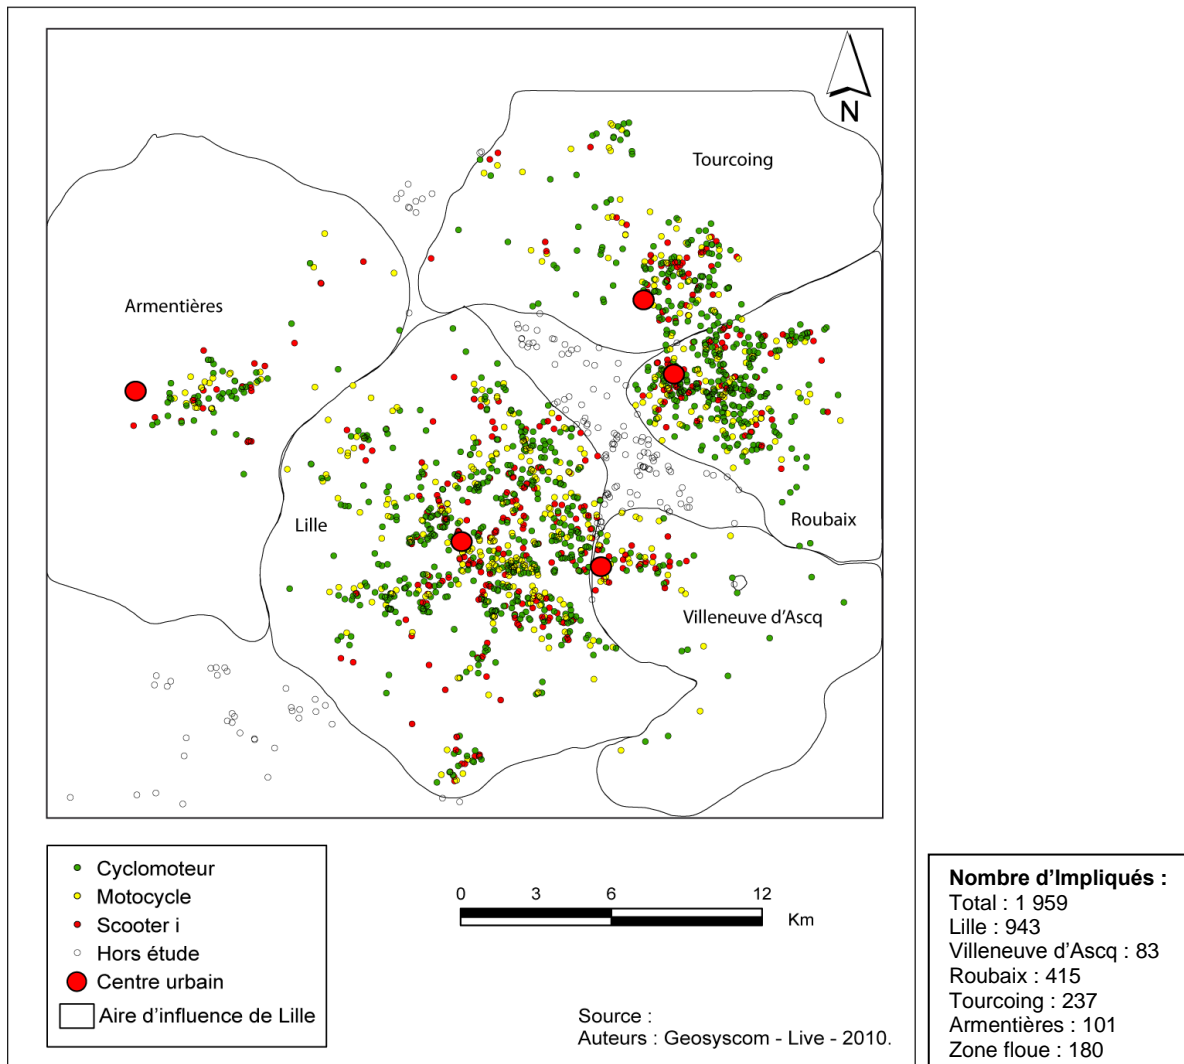 N
Tourcoing
Armentières
Lille
Roubaix
Villeneuve d'Ascq
Cyclomoteur
Motocycle
Scooter i
Hors étude
Centre urbain
Aire d'influence de Lille
0 3 6 12
Km
Source :
Auteurs : Geosyscom - Live - 2010.
Nombre d'Impliqués :
Total : 1 959
Lille : 943
Villeneuve d'Ascq : 83
Roubaix : 415
Tourcoing : 237
Armentières : 101
Zone floue : 180